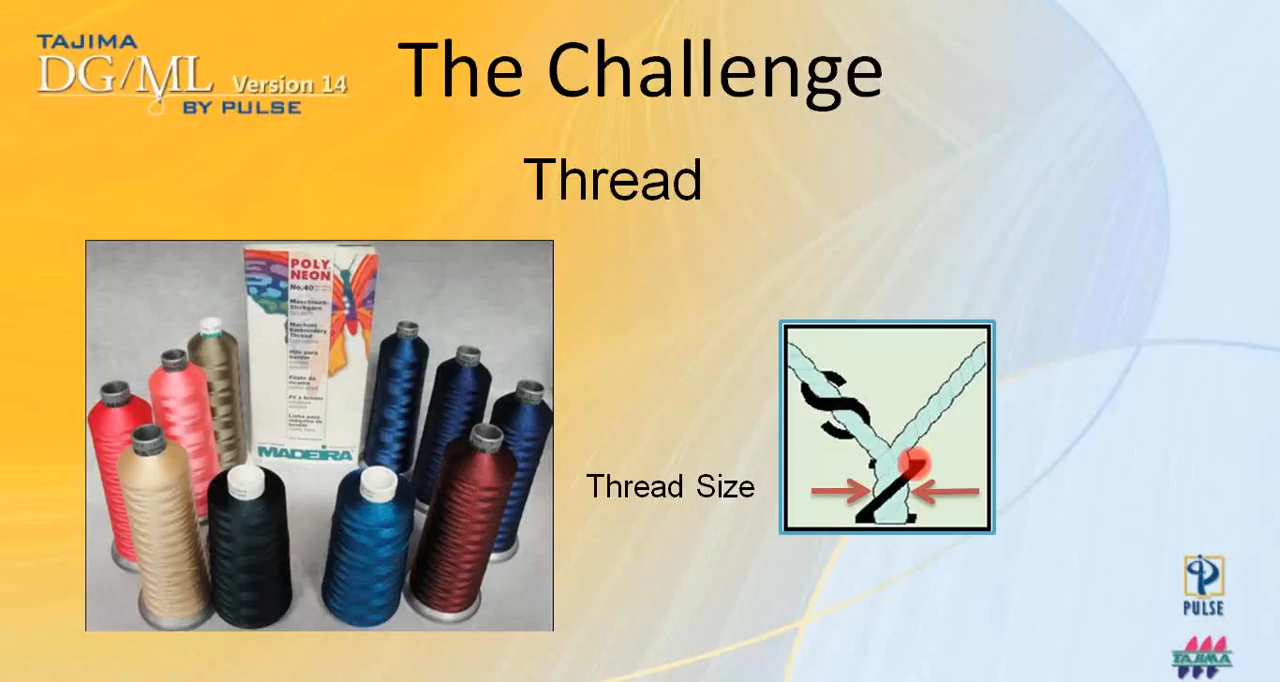 TAJIMA
DG/ML Version 14
BY PULSE
The Challenge
Thread
POLY
NEON
No.40
MADEIRA
Thread Size
S
Z
PULSE
TAJIMA